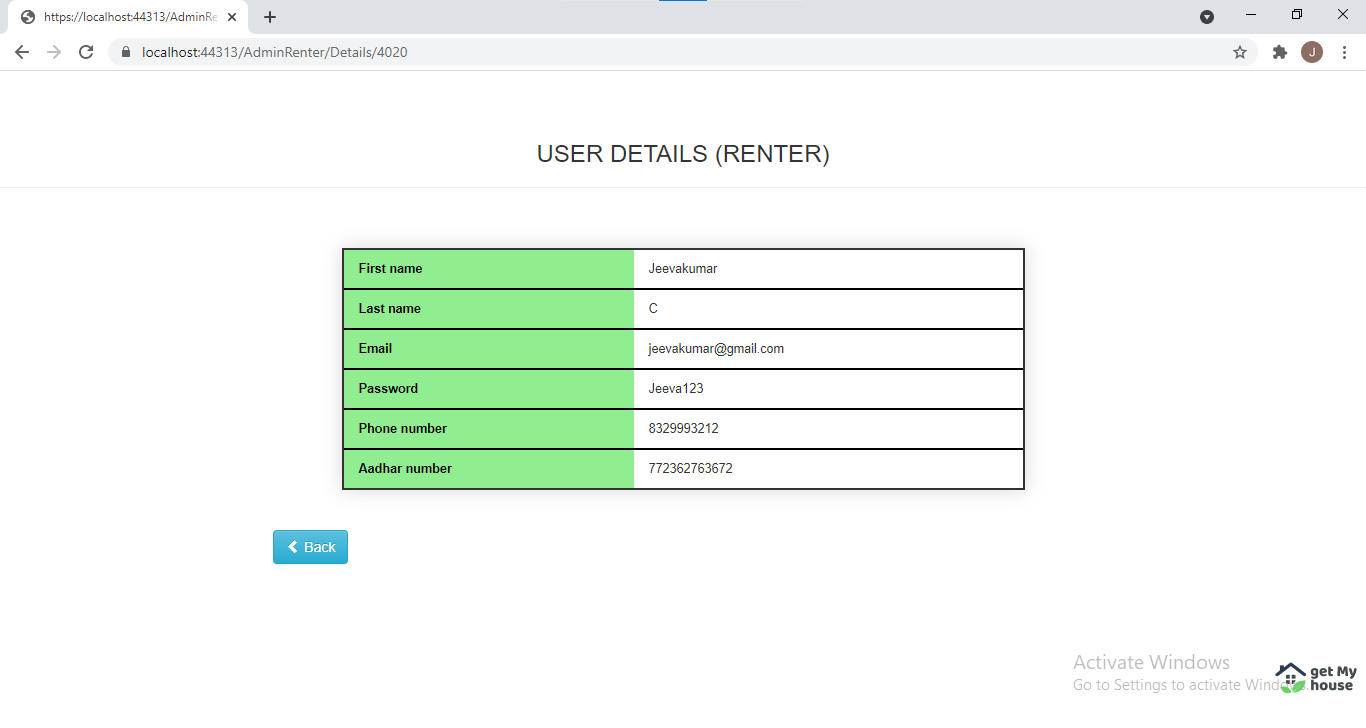 https://localhost:44313/AdminRe
localhost:44313/AdminRenter/Details/4020
J
USER DETAILS (RENTER)
First name Jeevakumar
Last name C
Email jeevakumar@gmail.com
Password Jeeva123
Phone number 8329993212
Aadhar number 772362763672
Back
Activate Windows
Go to Settings to activate Windows.
get My
house